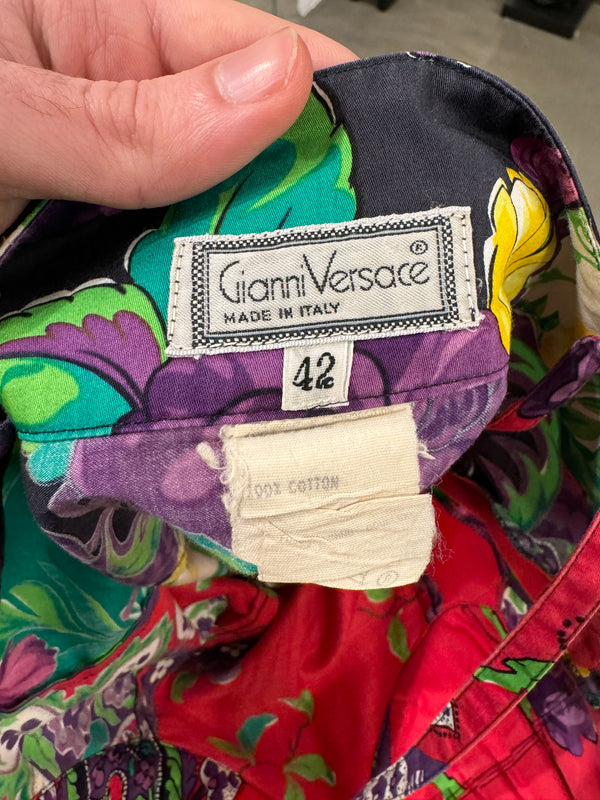 Gianni Versace®
MADE IN ITALY
42
100% COTTON
A ®